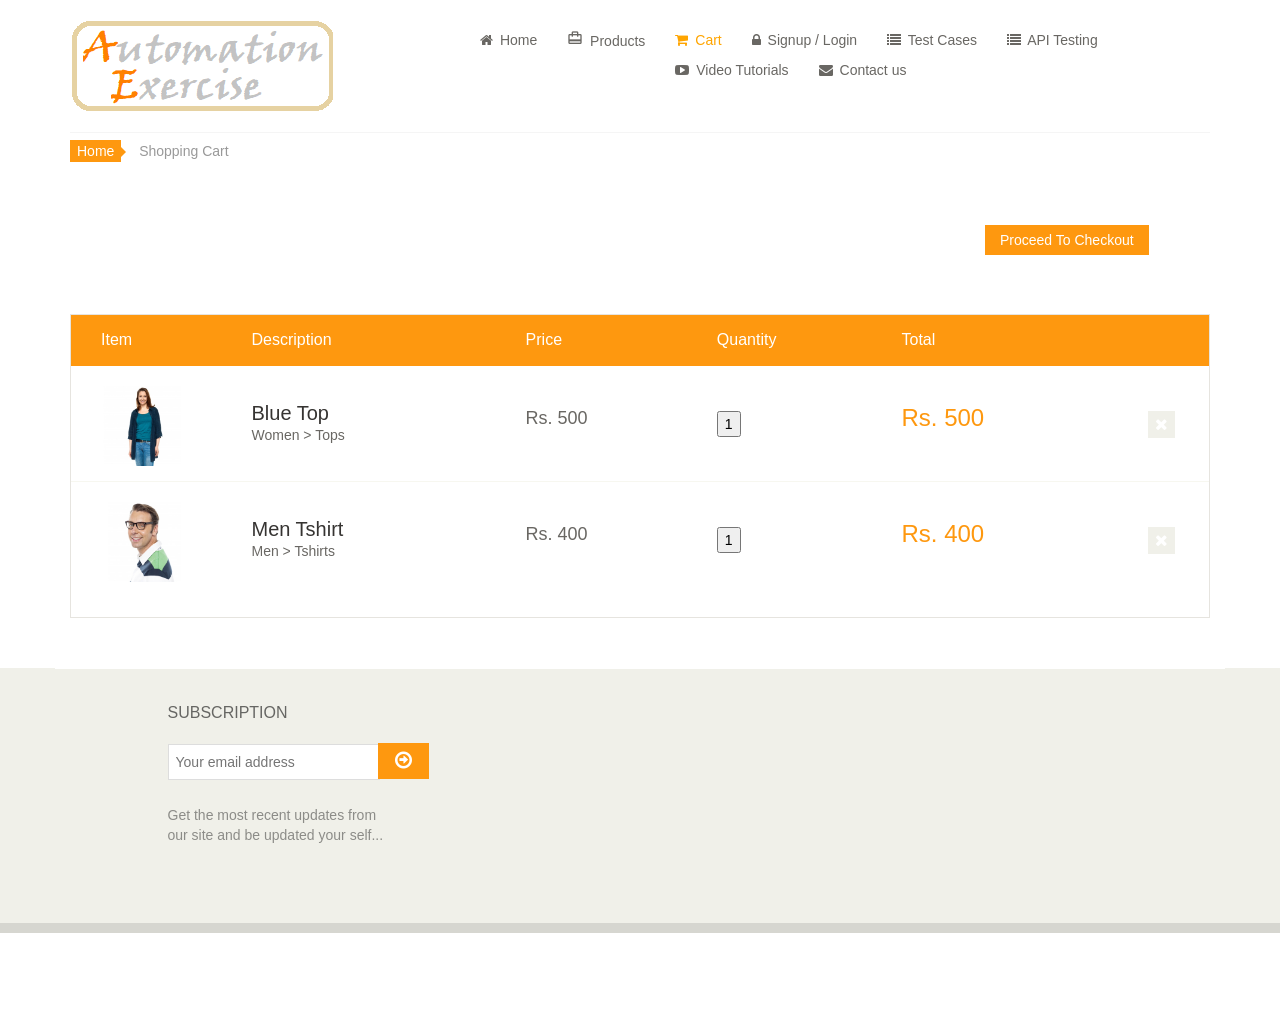 Automation
Exercise
Home Products Cart Signup / Login Test Cases API Testing
Video Tutorials Contact us
Home Shopping Cart
Proceed To Checkout
Item Description Price Quantity Total
Blue Top
Women > Tops
Rs. 500 1 Rs. 500
Men Tshirt
Men > Tshirts
Rs. 400 1 Rs. 400
SUBSCRIPTION
Your email address
Get the most recent updates from
our site and be updated your self...